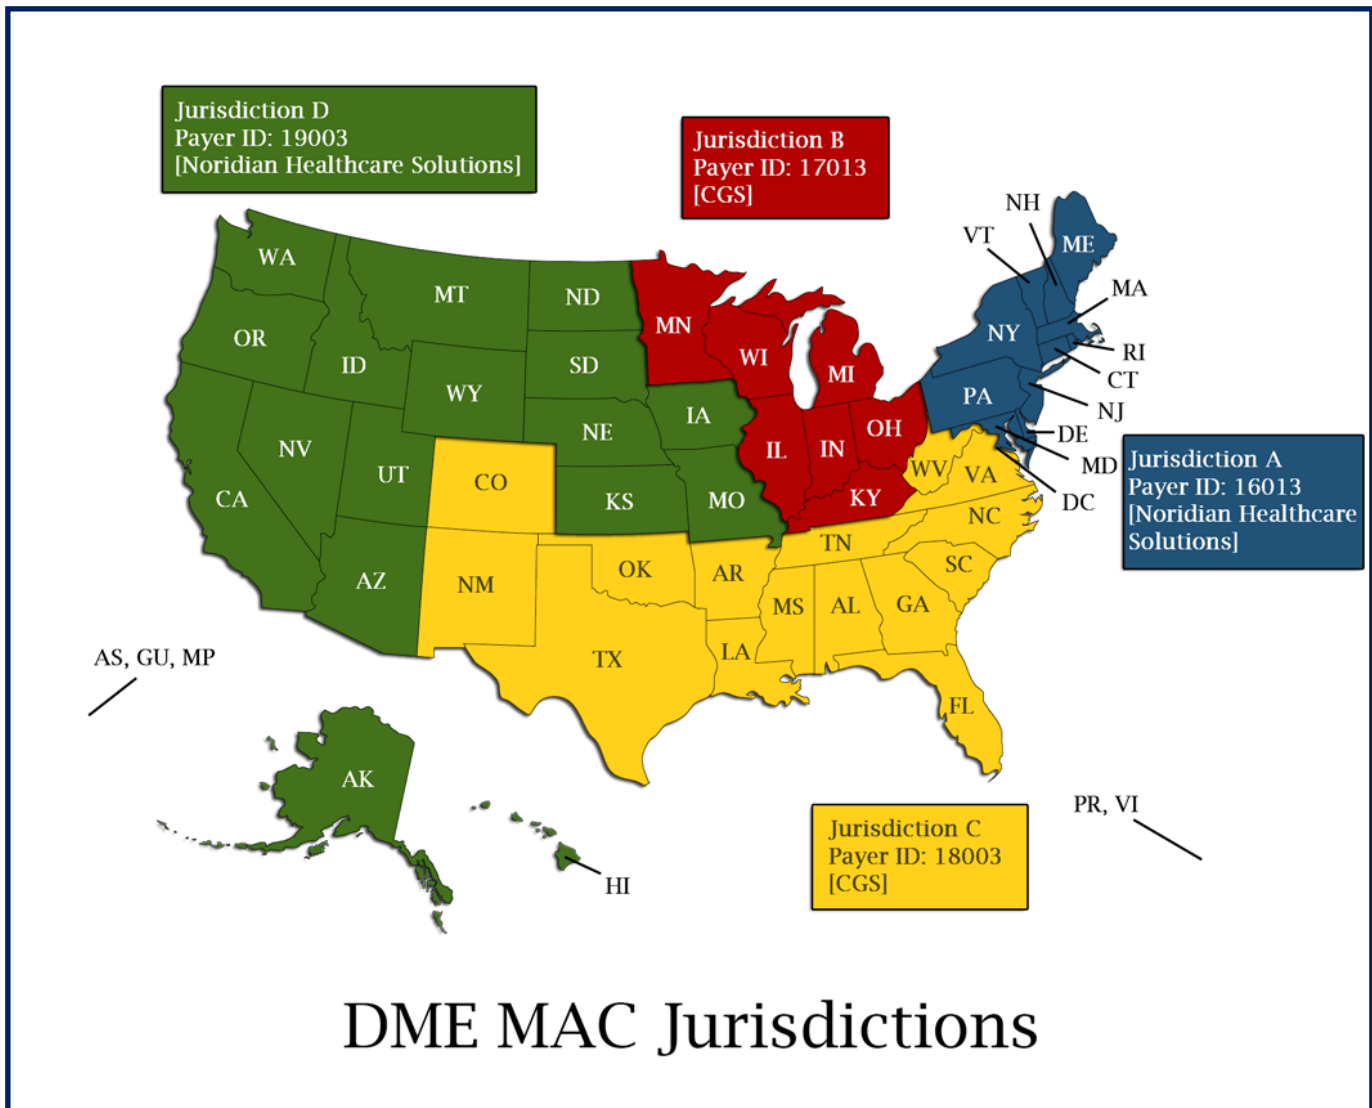 Jurisdiction D
Payer ID: 19003
[Noridian Healthcare Solutions]
Jurisdiction B
Payer ID: 17013
[CGS]
NH
VT
ME
WA
MT
ND
MN
MA
OR
ID
SD
WI
MI
NY
RI
CT
WY
PA
NJ
IA
NV
NE
IL
IN
OH
DE
UT
CO
WV
VA
MD
CA
KS
MO
KY
DC
Jurisdiction A
Payer ID: 16013
[Noridian Healthcare
Solutions]
NC
TN
AZ
NM
OK
AR
SC
MS
AL
GA
AS, GU, MP
TX
LA
FL
AK
HI
PR, VI
Jurisdiction C
Payer ID: 18003
[CGS]
DME MAC Jurisdictions